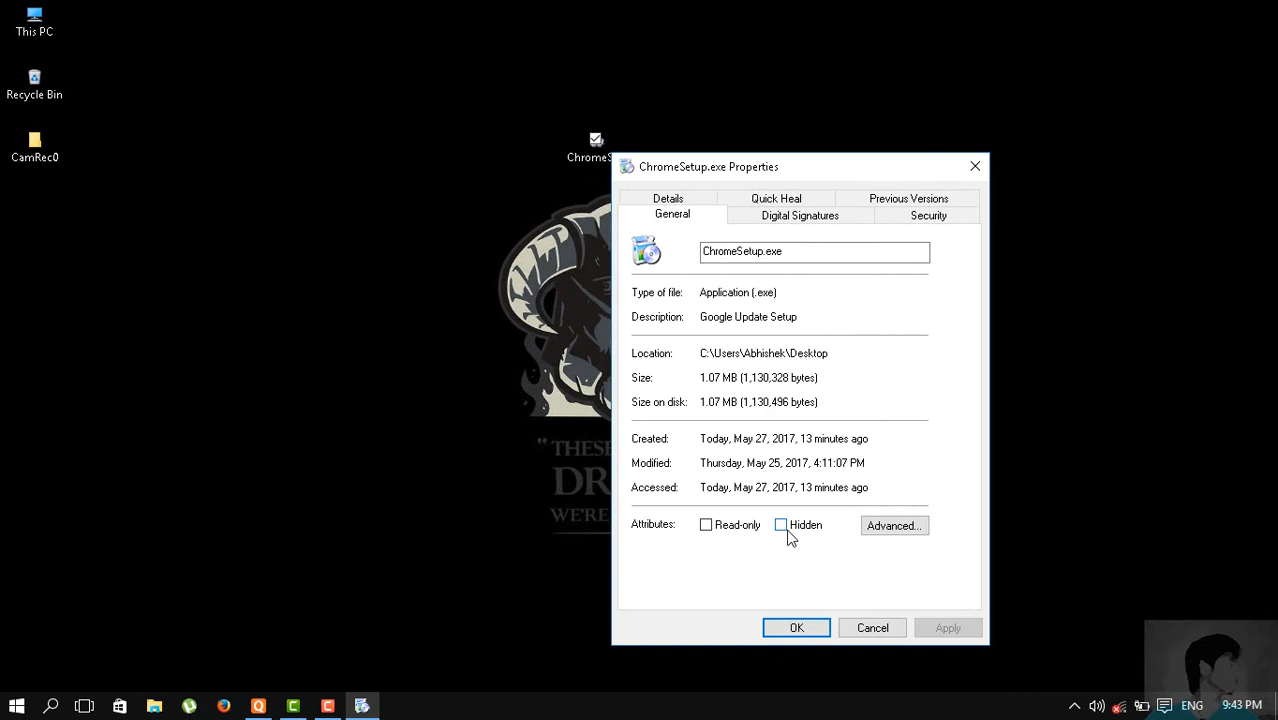 This PC
Recycle Bin
CamRec0
ChromeS
ChromeSetup.exe Properties
Details
Quick Heal
Previous Versions
General
Digital Signatures
Security
ChromeSetup.exe
Type of file: Application (.exe)
Description: Google Update Setup
Location: C:\Users\Abhishek\Desktop
Size: 1.07 MB (1,130,328 bytes)
Size on disk: 1.07 MB (1,130,496 bytes)
Created: Today, May 27, 2017, 13 minutes ago
Modified: Thursday, May 25, 2017, 4:11:07 PM
Accessed: Today, May 27, 2017, 13 minutes ago
Attributes: Read-only Hidden Advanced...
OK Cancel Apply
"THESE
DR
WE'RE
ENG 9:43 PM